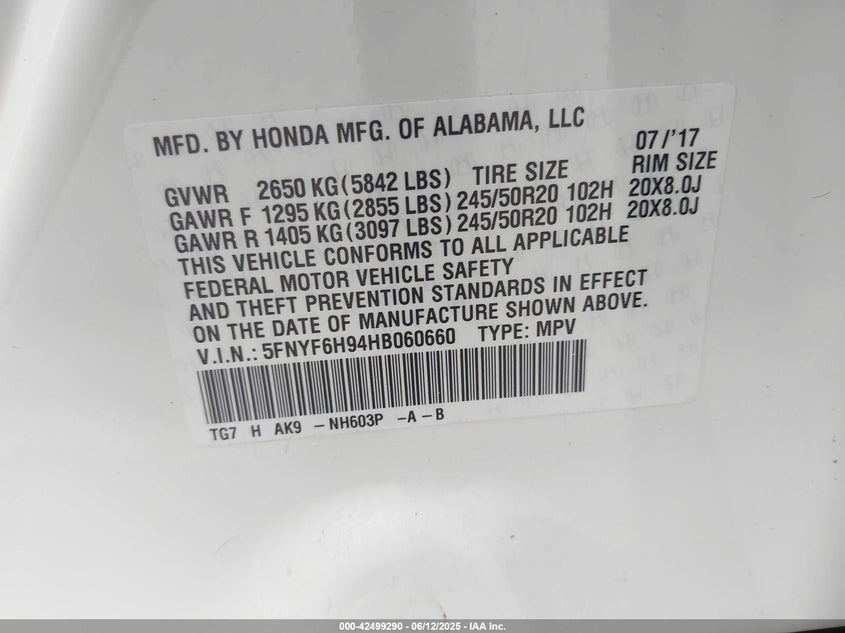 MFD. BY HONDA MFG. OF ALABAMA, LLC 07/'17
GVWR 2650 KG (5842 LBS) TIRE SIZE RIM SIZE
GAWR F 1295 KG (2855 LBS) 245/50R20 102H 20X8.0J
GAWR R 1405 KG (3097 LBS) 245/50R20 102H 20X8.0J
THIS VEHICLE CONFORMS TO ALL APPLICABLE
FEDERAL MOTOR VEHICLE SAFETY
AND THEFT PREVENTION STANDARDS IN EFFECT
ON THE DATE OF MANUFACTURE SHOWN ABOVE.
V.I.N.: 5FNYF6H94HB060660 TYPE: MPV
TG7 H AK9 -NH603P -A-B
000-42499290 - 06/12/2025 - IAA Inc.